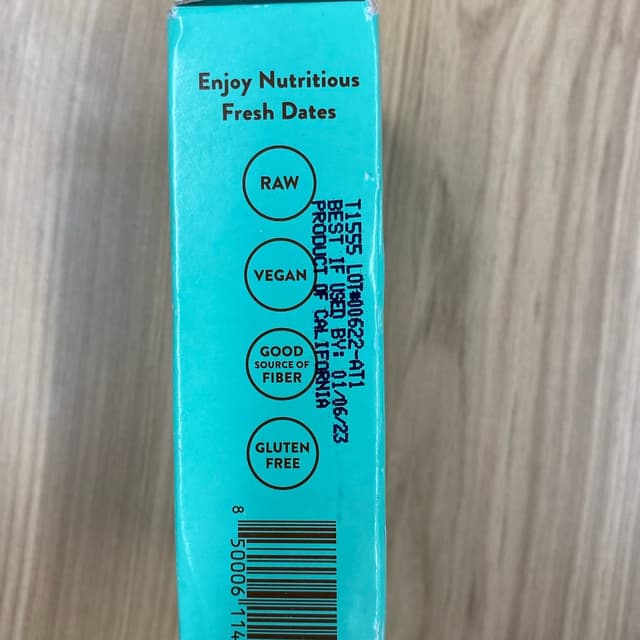 Enjoy Nutritious
Fresh Dates
RAW
VEGAN
GOOD
SOURCE OF
FIBER
GLUTEN
FREE
T1555 LOT#00622-AT1
BEST IF USED BY: 01/06/23
PRODUCT OF CALIFORNIA
8 50006 114